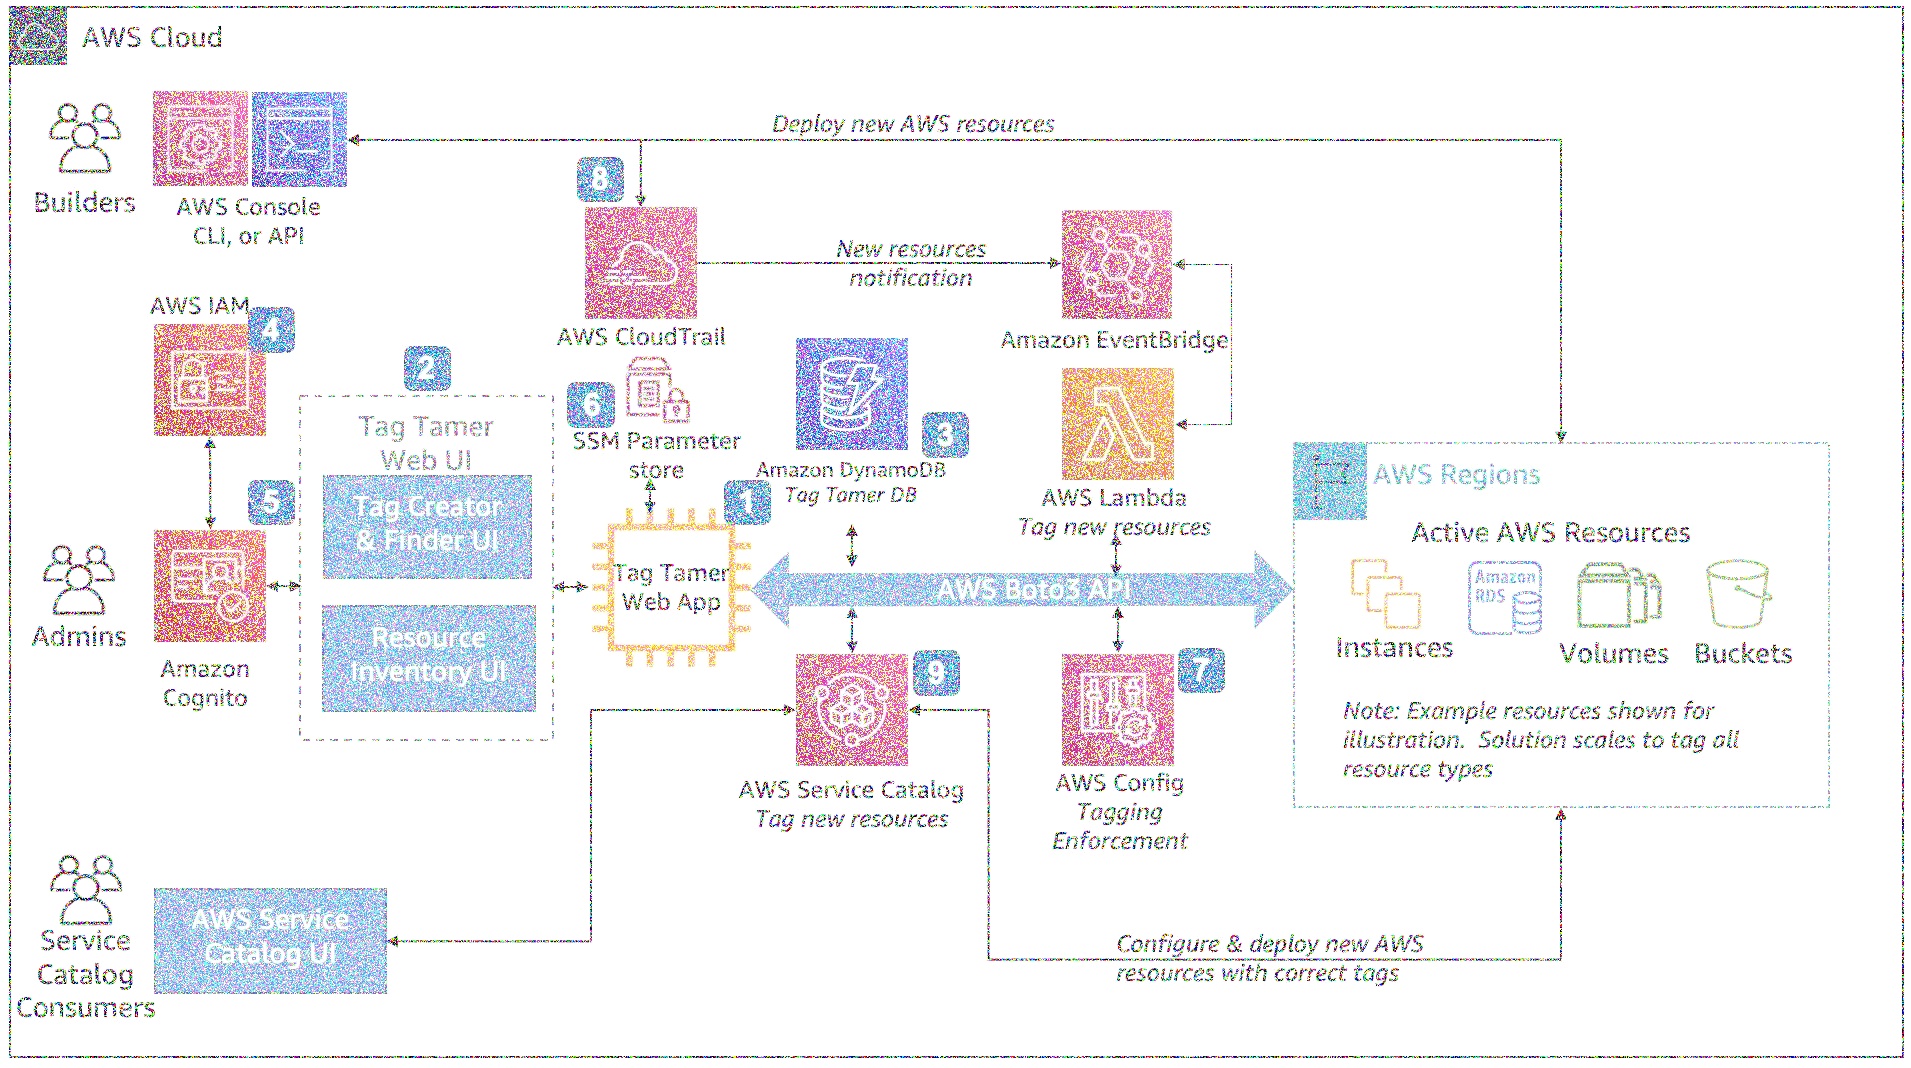 AWS Cloud
Builders
AWS Console
CLI, or API
Deploy new AWS resources
8
AWS CloudTrail
New resources
notification
Amazon EventBridge
AWS IAM
4
2
Tag Tamer
Web UI
Tag Creator
& Finder UI
Resource
Inventory UI
5
Admins
Amazon
Cognito
6
SSM Parameter
store
1
Tag Tamer
Web App
3
Amazon DynamoDB
Tag Tamer DB
AWS Lambda
Tag new resources
AWS Boto3 API
AWS Regions
Active AWS Resources
Instances
Amazon
RDS
Volumes
Buckets
Note: Example resources shown for
illustration. Solution scales to tag all
resource types
9
AWS Service Catalog
Tag new resources
7
AWS Config
Tagging
Enforcement
Service
Catalog
Consumers
AWS Service
Catalog UI
Configure & deploy new AWS
resources with correct tags